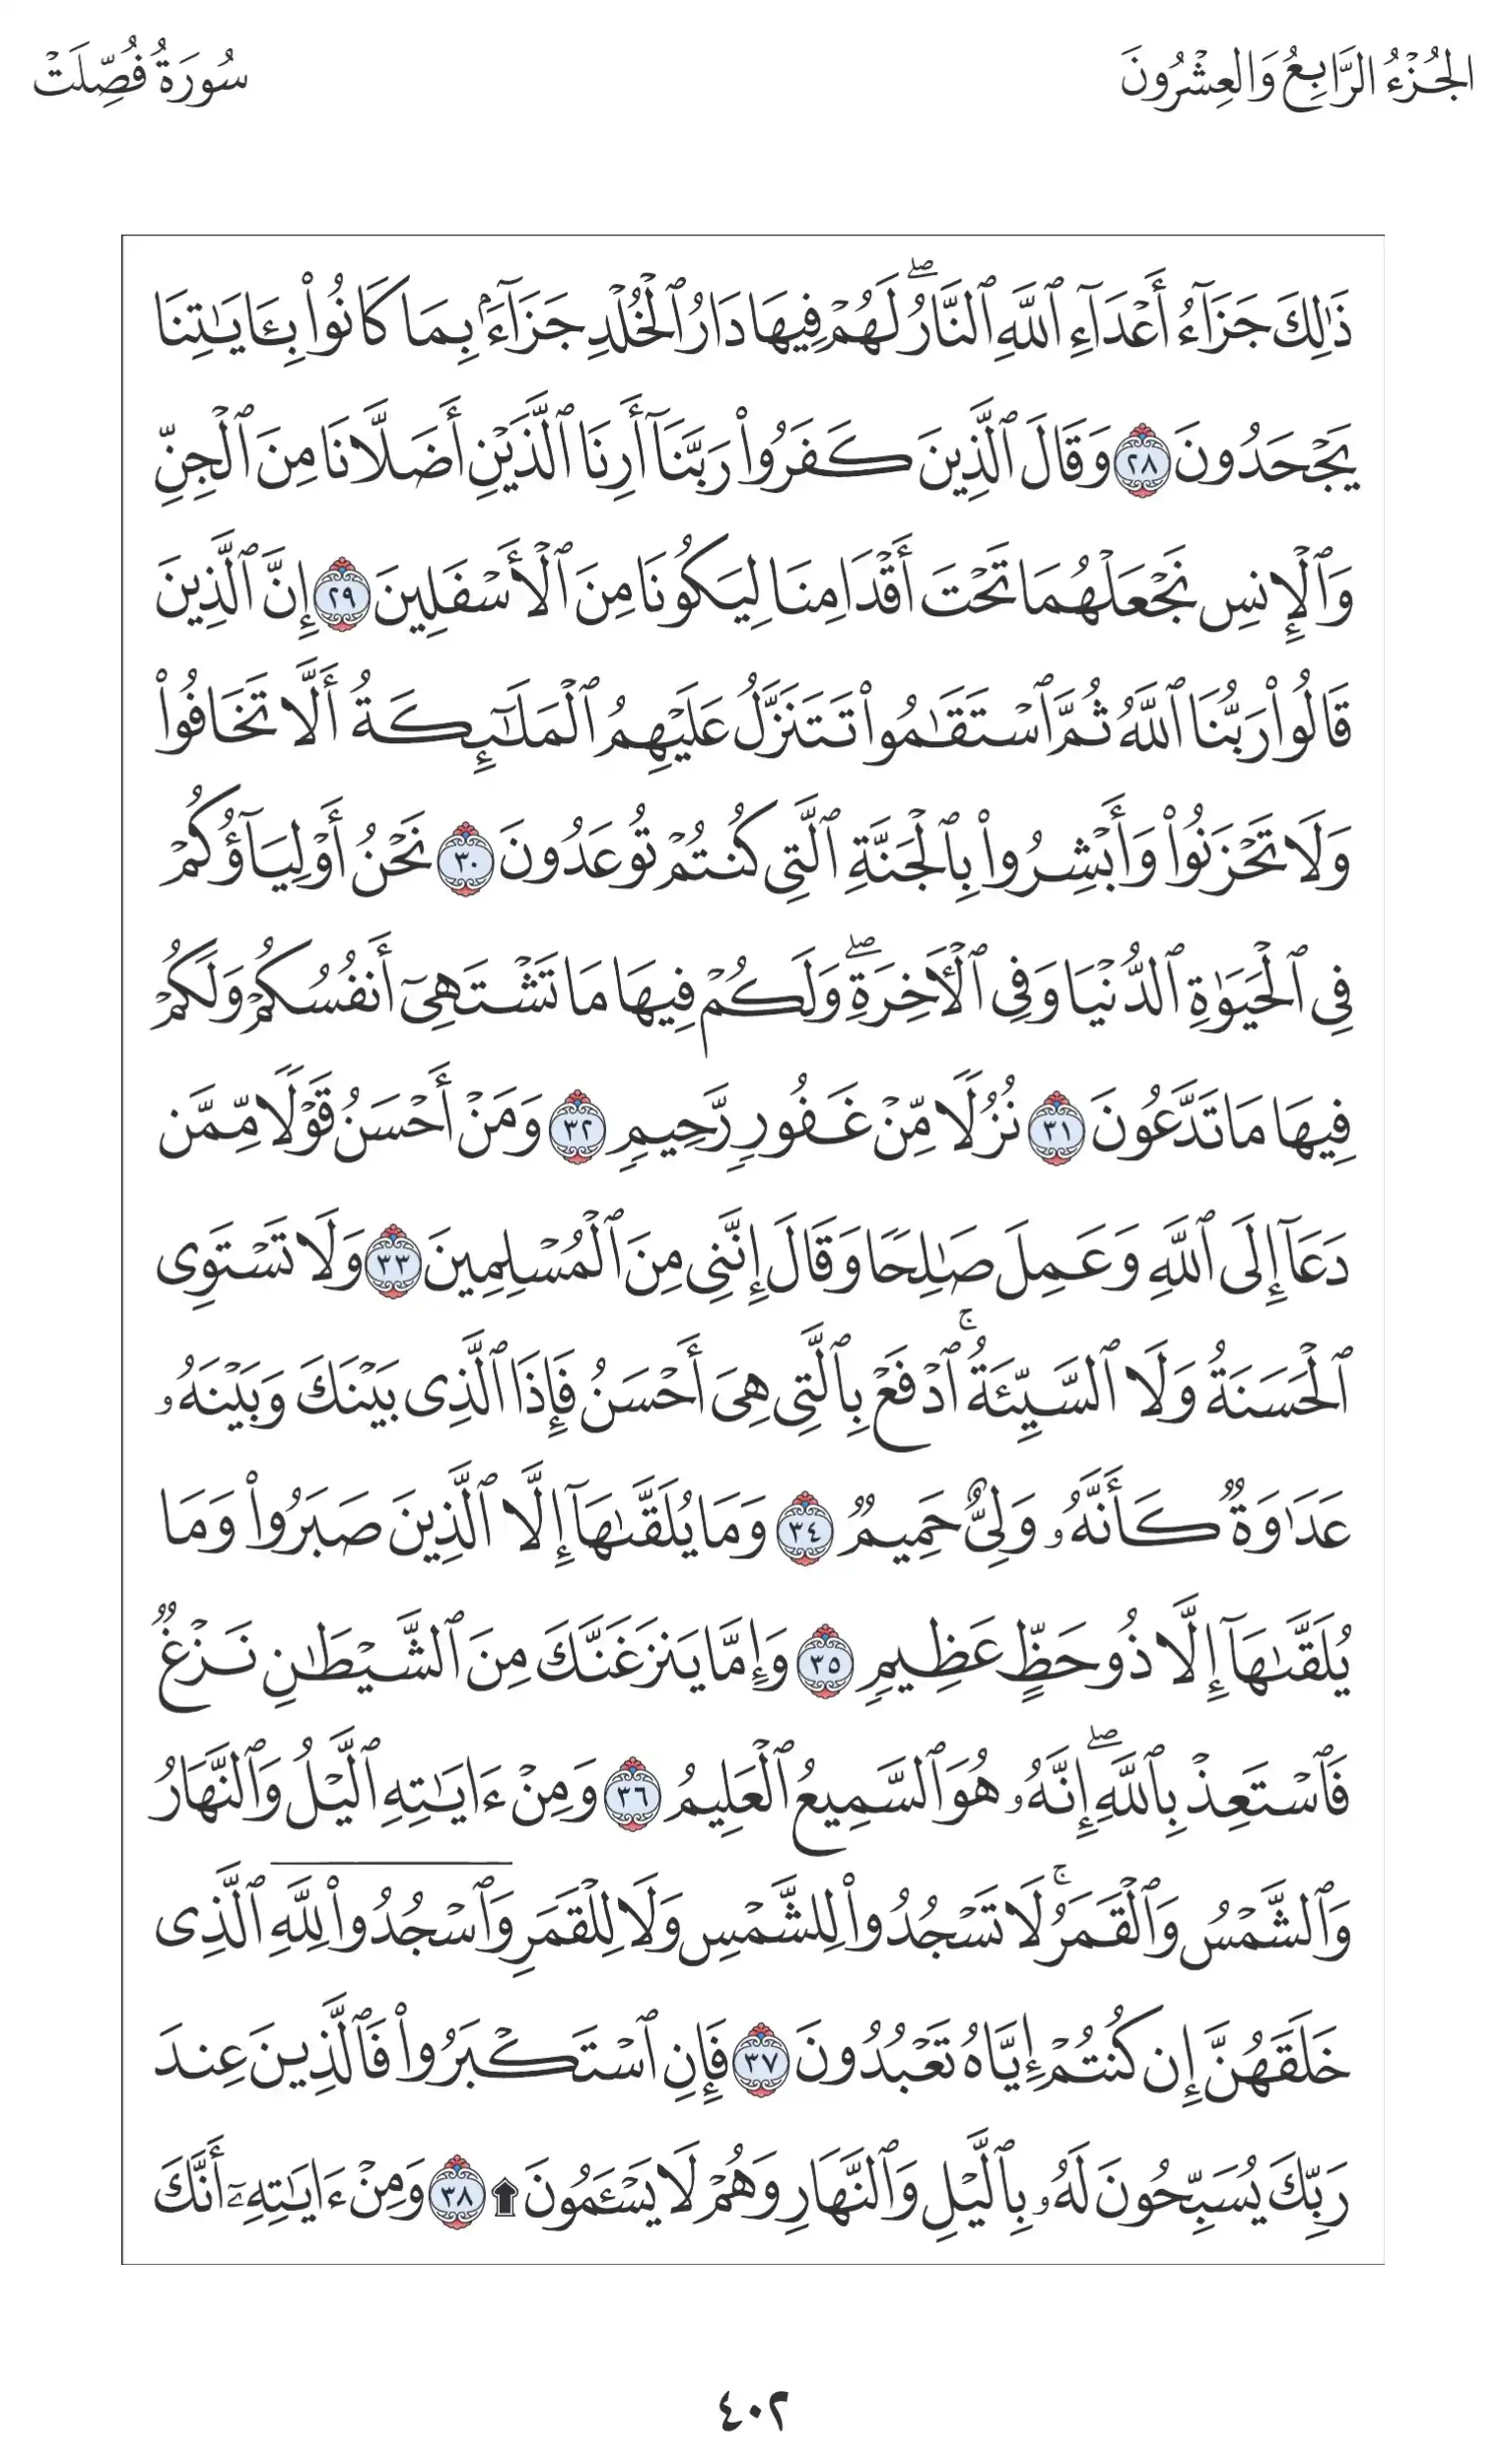 الجُزْءُ الرَّابِعُ وَالعِشْرُونَ
سُورَةُ فُصِّلَتْ
ذَٰلِكَ جَزَآءُ أَعْدَآءِ ٱللَّهِ ٱلنَّارُۖ لَهُمْ فِيهَا دَارُ ٱلْخُلْدِ جَزَآءَۢ بِمَا كَانُوا۟ بِـَٔايَـٰتِنَا
يَجْحَدُونَ ٢٨ وَقَالَ ٱلَّذِينَ كَفَرُوا۟ رَبَّنَآ أَرِنَا ٱلَّذَيْنِ أَضَلَّانَا مِنَ ٱلْجِنِّ
وَٱلْإِنسِ نَجْعَلْهُمَا تَحْتَ أَقْدَامِنَا لِيَكُونَا مِنَ ٱلْأَسْفَلِينَ ٢٩ إِنَّ ٱلَّذِينَ
قَالُوا۟ رَبُّنَا ٱللَّهُ ثُمَّ ٱسْتَقَـٰمُوا۟ تَتَنَزَّلُ عَلَيْهِمُ ٱلْمَلَـٰٓئِكَةُ أَلَّا تَخَافُوا۟
وَلَا تَحْزَنُوا۟ وَأَبْشِرُوا۟ بِٱلْجَنَّةِ ٱلَّتِى كُنتُمْ تُوعَدُونَ ٣٠ نَحْنُ أَوْلِيَآؤُكُمْ
فِى ٱلْحَيَوٰةِ ٱلدُّنْيَا وَفِى ٱلْـَٔاخِرَةِۖ وَلَكُمْ فِيهَا مَا تَشْتَهِىٓ أَنفُسُكُمْ وَلَكُمْ
فِيهَا مَا تَدَّعُونَ ٣١ نُزُلًا مِّنْ غَفُورٍ رَّحِيمٍ ٣٢ وَمَنْ أَحْسَنُ قَوْلًا مِّمَّن
دَعَآ إِلَى ٱللَّهِ وَعَمِلَ صَـٰلِحًا وَقَالَ إِنَّنِى مِنَ ٱلْمُسْلِمِينَ ٣٣ وَلَا تَسْتَوِى
ٱلْحَسَنَةُ وَلَا ٱلسَّيِّئَةُۚ ٱدْفَعْ بِٱلَّتِى هِىَ أَحْسَنُ فَإِذَا ٱلَّذِى بَيْنَكَ وَبَيْنَهُۥ
عَدَٰوَةٌ كَأَنَّهُۥ وَلِىٌّ حَمِيمٌ ٣٤ وَمَا يُلَقَّىٰهَآ إِلَّا ٱلَّذِينَ صَبَرُوا۟ وَمَا
يُلَقَّىٰهَآ إِلَّا ذُو حَظٍّ عَظِيمٍ ٣٥ وَإِمَّا يَنزَغَنَّكَ مِنَ ٱلشَّيْطَـٰنِ نَزْغٌ
فَٱسْتَعِذْ بِٱللَّهِۖ إِنَّهُۥ هُوَ ٱلسَّمِيعُ ٱلْعَلِيمُ ٣٦ وَمِنْ ءَايَـٰتِهِ ٱلَّيْلُ وَٱلنَّهَارُ
وَٱلشَّمْسُ وَٱلْقَمَرُۚ لَا تَسْجُدُوا۟ لِلشَّمْسِ وَلَا لِلْقَمَرِ وَٱسْجُدُوا۟ لِلَّهِ ٱلَّذِى
خَلَقَهُنَّ إِن كُنتُمْ إِيَّاهُ تَعْبُدُونَ ٣٧ فَإِنِ ٱسْتَكْبَرُوا۟ فَٱلَّذِينَ عِندَ
رَبِّكَ يُسَبِّحُونَ لَهُۥ بِٱلَّيْلِ وَٱلنَّهَارِ وَهُمْ لَا يَسْـَٔمُونَ ۩ ٣٨ وَمِنْ ءَايَـٰتِهِۦٓ أَنَّكَ
٤٠٢